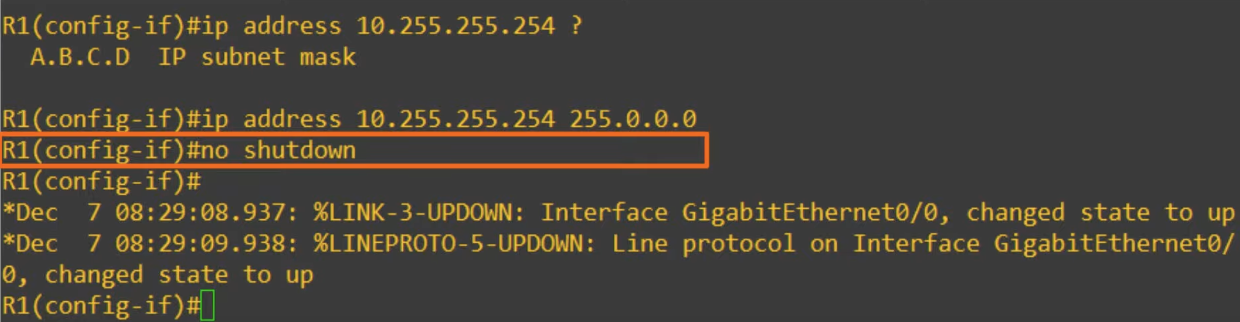 R1(config-if)#ip address 10.255.255.254 ?
  A.B.C.D  IP subnet mask

R1(config-if)#ip address 10.255.255.254 255.0.0.0
R1(config-if)#no shutdown
R1(config-if)#
*Dec  7 08:29:08.937: %LINK-3-UPDOWN: Interface GigabitEthernet0/0, changed state to up
*Dec  7 08:29:09.938: %LINEPROTO-5-UPDOWN: Line protocol on Interface GigabitEthernet0/
0, changed state to up
R1(config-if)#